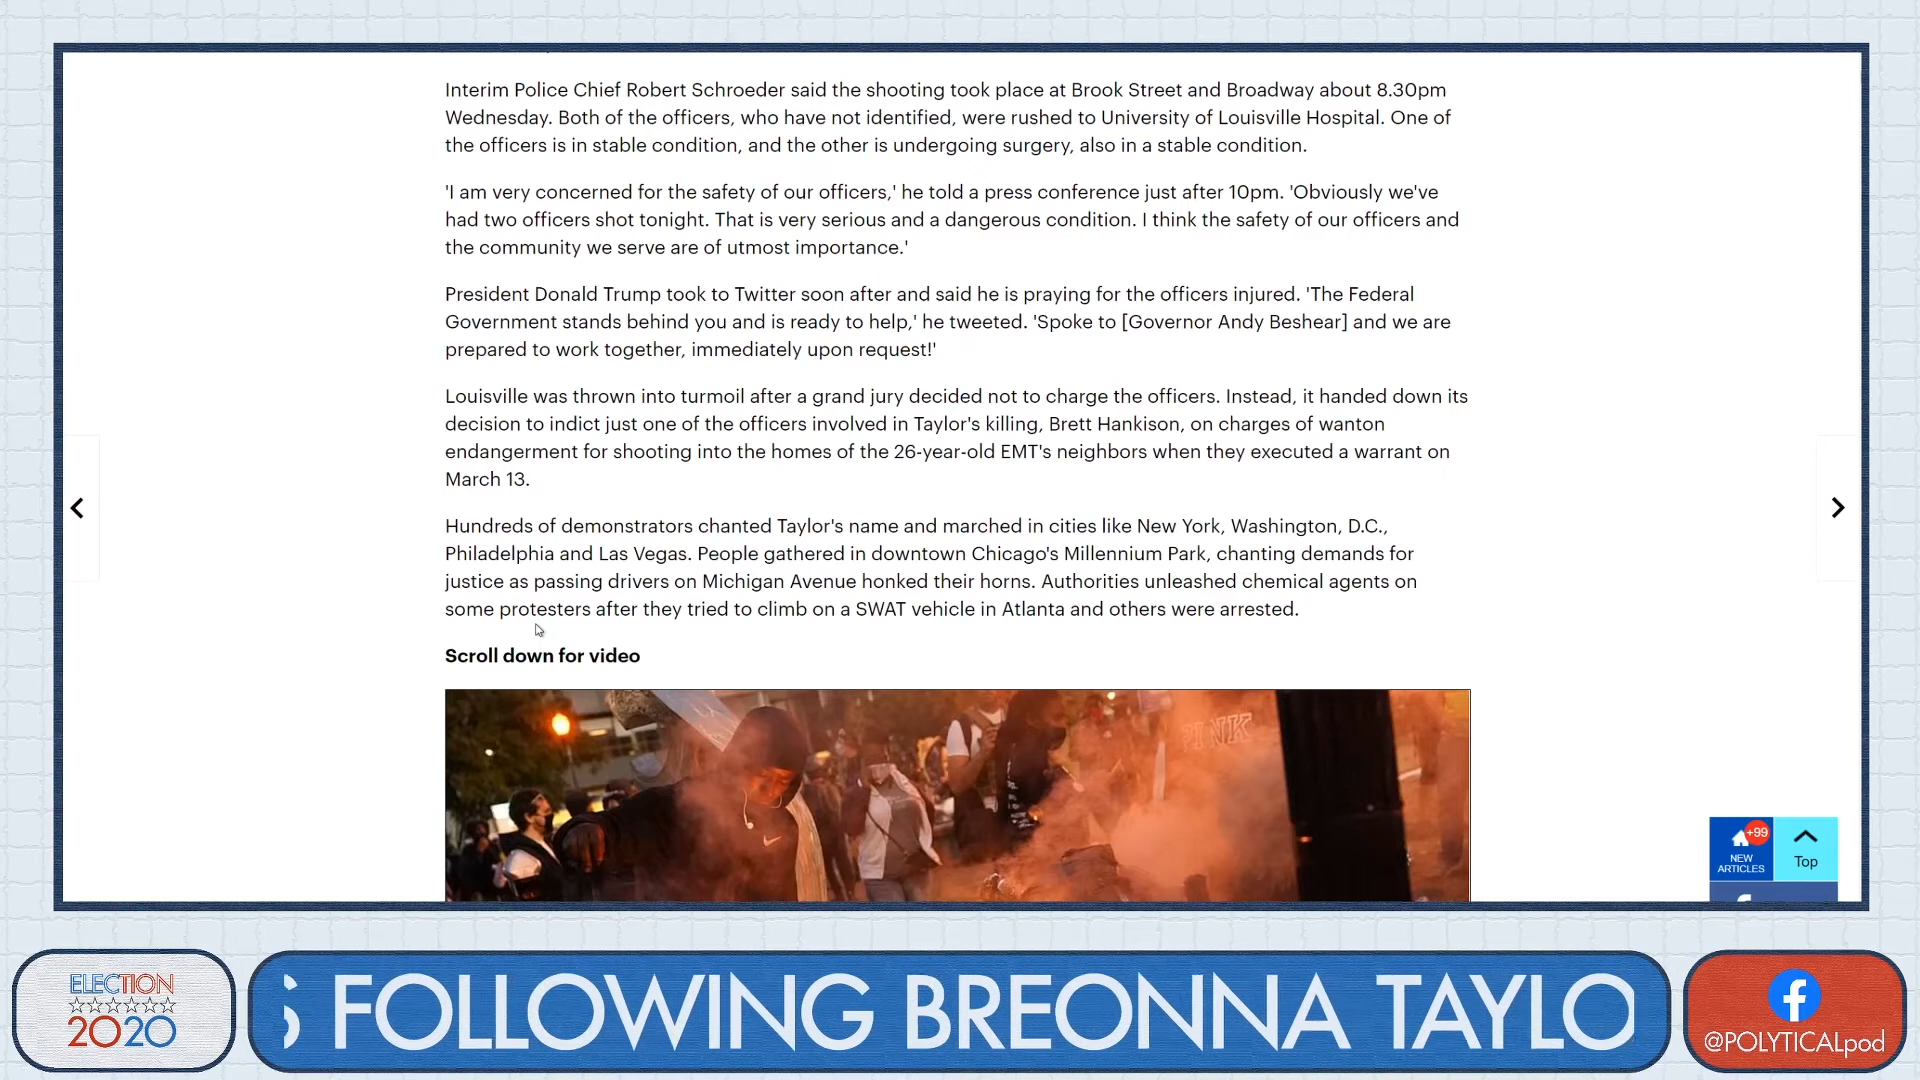 Interim Police Chief Robert Schroeder said the shooting took place at Brook Street and Broadway about 8.30pm
Wednesday. Both of the officers, who have not identified, were rushed to University of Louisville Hospital. One of
the officers is in stable condition, and the other is undergoing surgery, also in a stable condition.
'I am very concerned for the safety of our officers,' he told a press conference just after 10pm. 'Obviously we've
had two officers shot tonight. That is very serious and a dangerous condition. I think the safety of our officers and
the community we serve are of utmost importance.'
President Donald Trump took to Twitter soon after and said he is praying for the officers injured. 'The Federal
Government stands behind you and is ready to help,' he tweeted. 'Spoke to [Governor Andy Beshear] and we are
prepared to work together, immediately upon request!'
Louisville was thrown into turmoil after a grand jury decided not to charge the officers. Instead, it handed down its
decision to indict just one of the officers involved in Taylor's killing, Brett Hankison, on charges of wanton
endangerment for shooting into the homes of the 26-year-old EMT's neighbors when they executed a warrant on
March 13.
Hundreds of demonstrators chanted Taylor's name and marched in cities like New York, Washington, D.C.,
Philadelphia and Las Vegas. People gathered in downtown Chicago's Millennium Park, chanting demands for
justice as passing drivers on Michigan Avenue honked their horns. Authorities unleashed chemical agents on
some protesters after they tried to climb on a SWAT vehicle in Atlanta and others were arrested.
Scroll down for video
PINK
+99
NEW
ARTICLES
Top
ELECTION
2020
S FOLLOWING BREONNA TAYLO
@POLYTICALpod